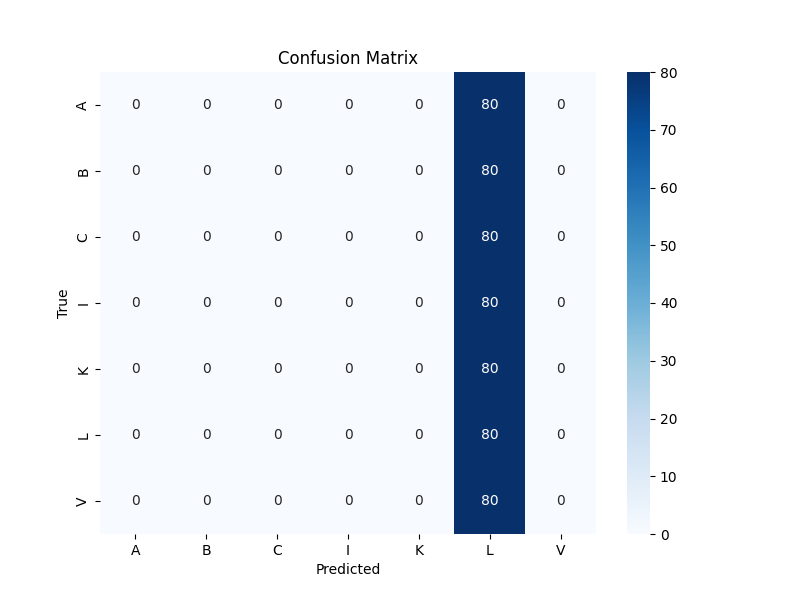 Confusion Matrix
A 0 0 0 0 0 80 0
B 0 0 0 0 0 80 0
C 0 0 0 0 0 80 0
I 0 0 0 0 0 80 0
K 0 0 0 0 0 80 0
L 0 0 0 0 0 80 0
V 0 0 0 0 0 80 0
A B C I K L V
Predicted
True
80
70
60
50
40
30
20
10
0